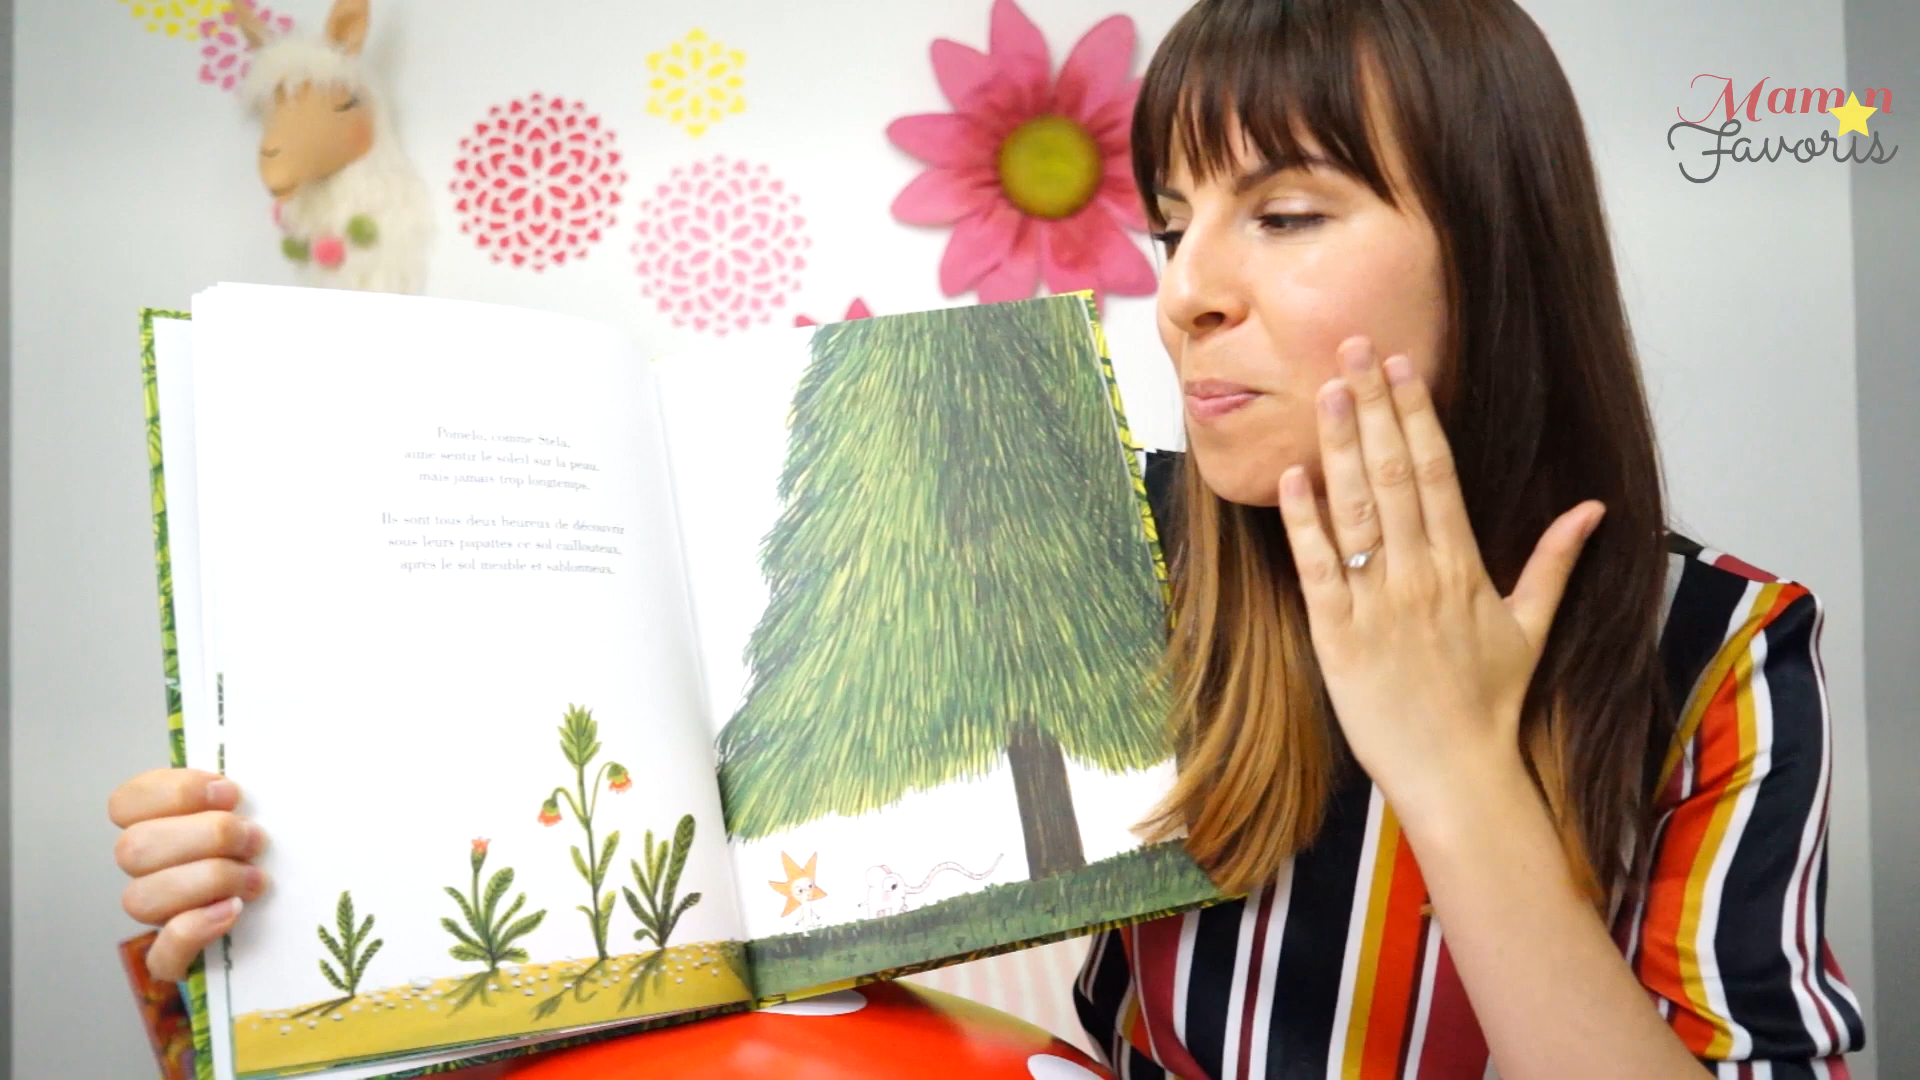 Mam★n
Favoris
Pomelo, comme Stela,
aime sentir le soleil sur la peau,
mais jamais trop longtemps.
Ils sont tous deux heureux de découvrir
sous leurs papattes ce sol caillouteux,
après le sol meuble et sablonneux.